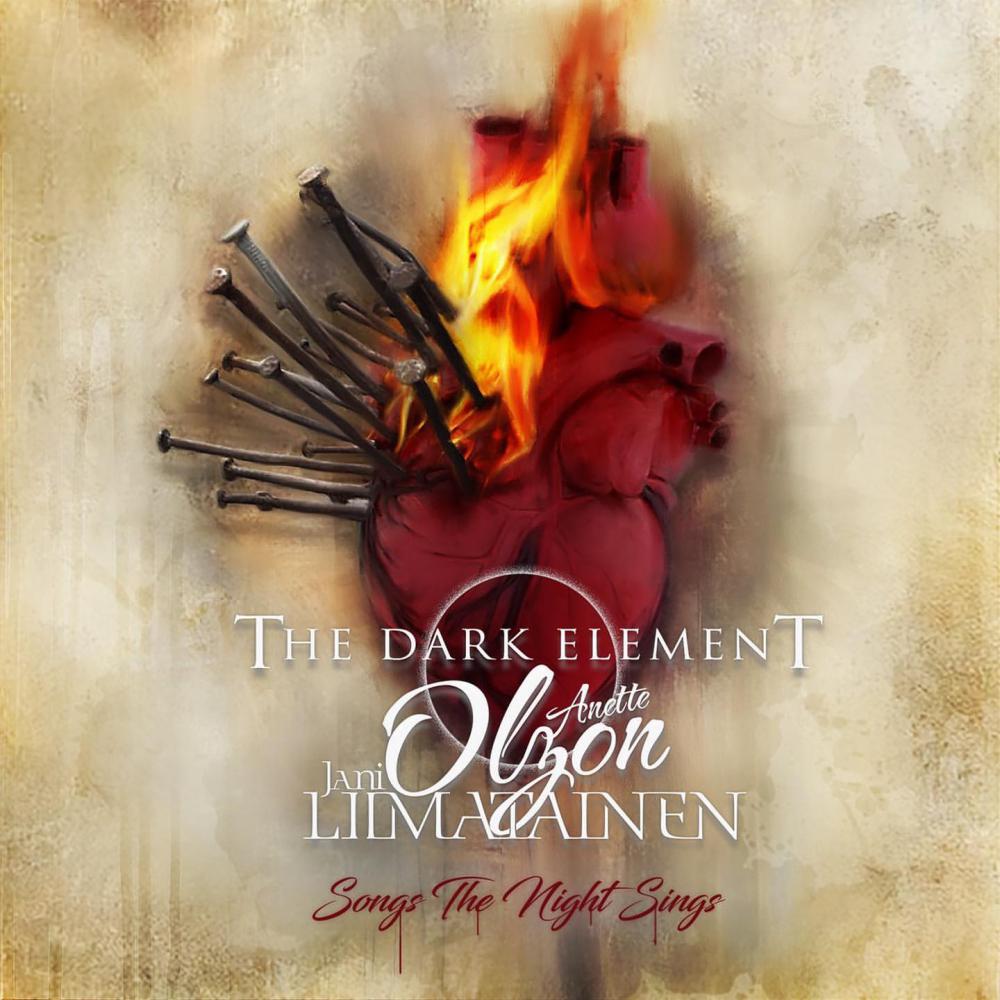 THE DARK ELEMENT
Anette
Olzon
Jani
LIIMATAINEN
Songs The Night Sings